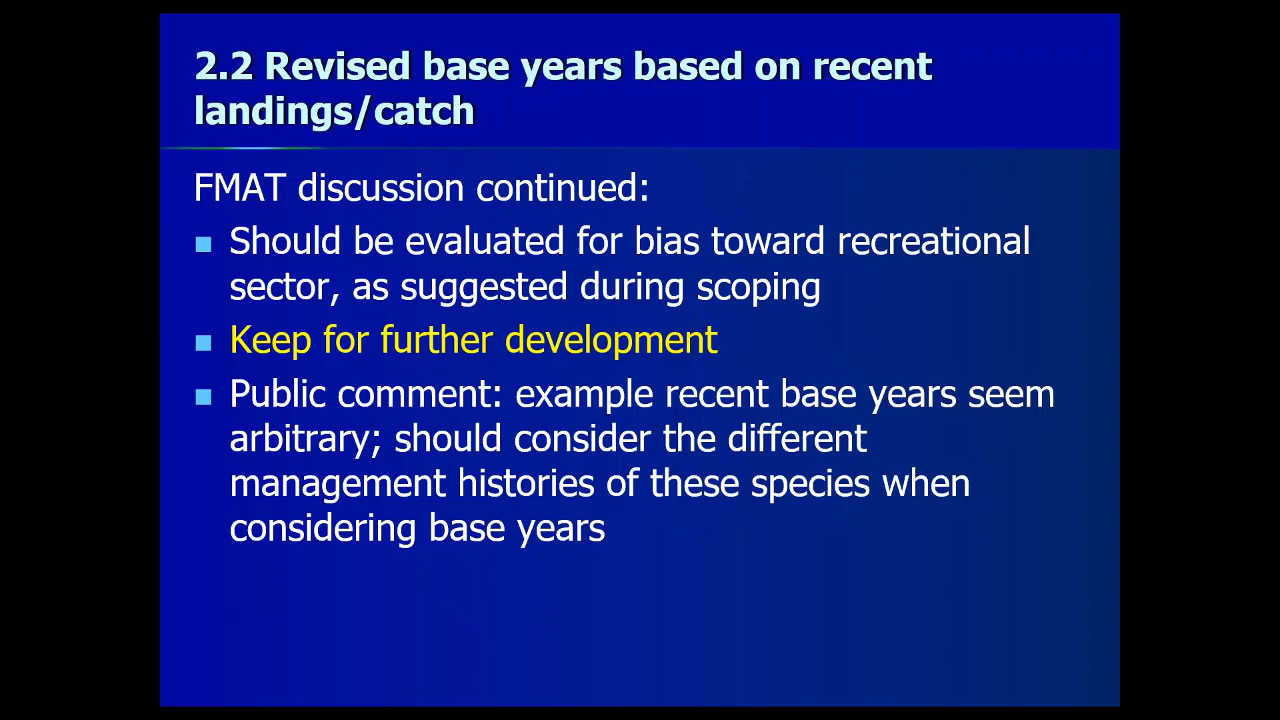 2.2 Revised base years based on recent
landings/catch
FMAT discussion continued:
Should be evaluated for bias toward recreational
sector, as suggested during scoping
Keep for further development
Public comment: example recent base years seem
arbitrary; should consider the different
management histories of these species when
considering base years